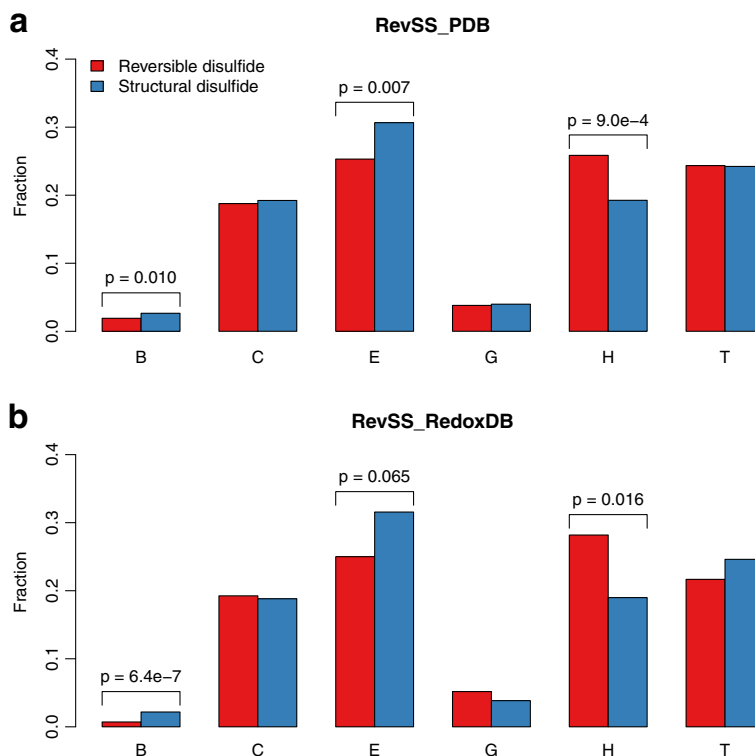 a
RevSS_PDB
Reversible disulfide
Structural disulfide
Fraction
0.4
0.3
0.2
0.1
0.0
p = 0.010
p = 0.007
p = 9.0e−4
B C E G H T
b
RevSS_RedoxDB
Fraction
0.4
0.3
0.2
0.1
0.0
p = 6.4e−7
p = 0.065
p = 0.016
B C E G H T